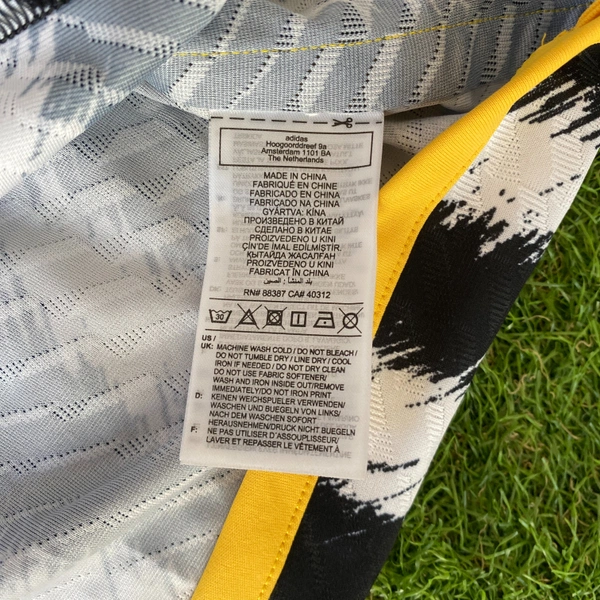 adidas
Hoogoorddreef 9a
Amsterdam 1101 BA
The Netherlands
MADE IN CHINA
FABRIQUÉ EN CHINE
FABRICADO EN CHINA
FABRICADO NA CHINA
GYÁRTVA: KÍNA
ПРОИЗВЕДЕНО В КИТАЙ
СДЕЛАНО В КИТАЕ
PROIZVEDENO U KINI
ÇİN'DE İMAL EDİLMİŞTİR.
ҚЫТАЙДА ЖАСАЛҒАН
PROIZVEDENO U KINI
FABRICAT ÎN CHINA
بلد المنشأ : الصين
RN# 88387 CA# 40312
30
US /
UK: MACHINE WASH COLD / DO NOT BLEACH /
DO NOT TUMBLE DRY / LINE DRY / COOL
IRON IF NEEDED / DO NOT DRY CLEAN
DO NOT USE FABRIC SOFTENER/
WASH AND IRON INSIDE OUT/REMOVE
IMMEDIATELY/DO NOT IRON PRINT
D: KEINEN WEICHSPUELER VERWENDEN/
WASCHEN UND BUEGELN VON LINKS/
NACH DEM WASCHEN SOFORT
HERAUSNEHMEN/DRUCK NICHT BUEGELN
F: NE PAS UTILISER D'ASSOUPLISSEUR/
LAVER ET REPASSER LE VÊTEMENT À